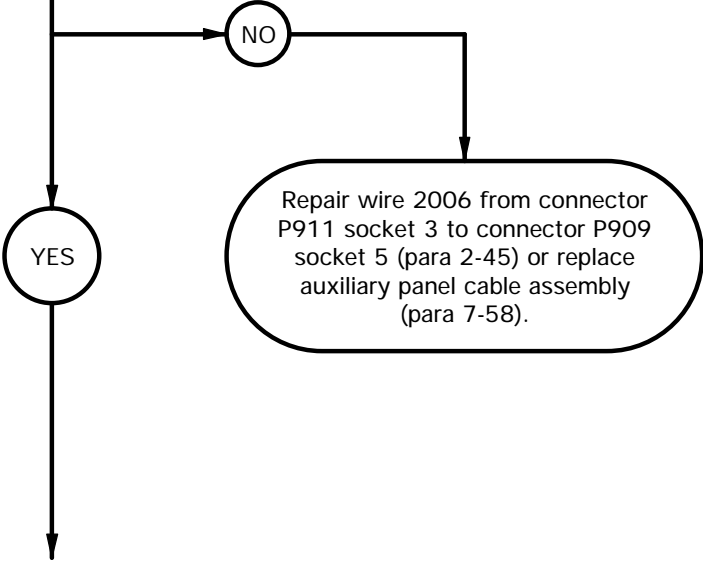 NO
Repair wire 2006 from connector
P911 socket 3 to connector P909
socket 5 (para 2-45) or replace
auxiliary panel cable assembly
(para 7-58).
YES